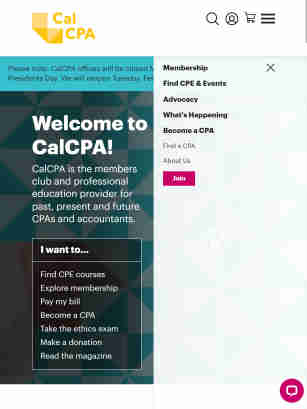 Cal
CPA
Please note: CalCPA offices will be closed
Presidents Day. We will reopen Tuesday, Fe
Membership
Find CPE & Events
Advocacy
What's Happening
Become a CPA
Find a CPA
About Us
Join
Welcome to
CalCPA!
CalCPA is the members
club and professional
education provider for
past, present and future
CPAs and accountants.
I want to...
Find CPE courses
Explore membership
Pay my bill
Become a CPA
Take the ethics exam
Make a donation
Read the magazine